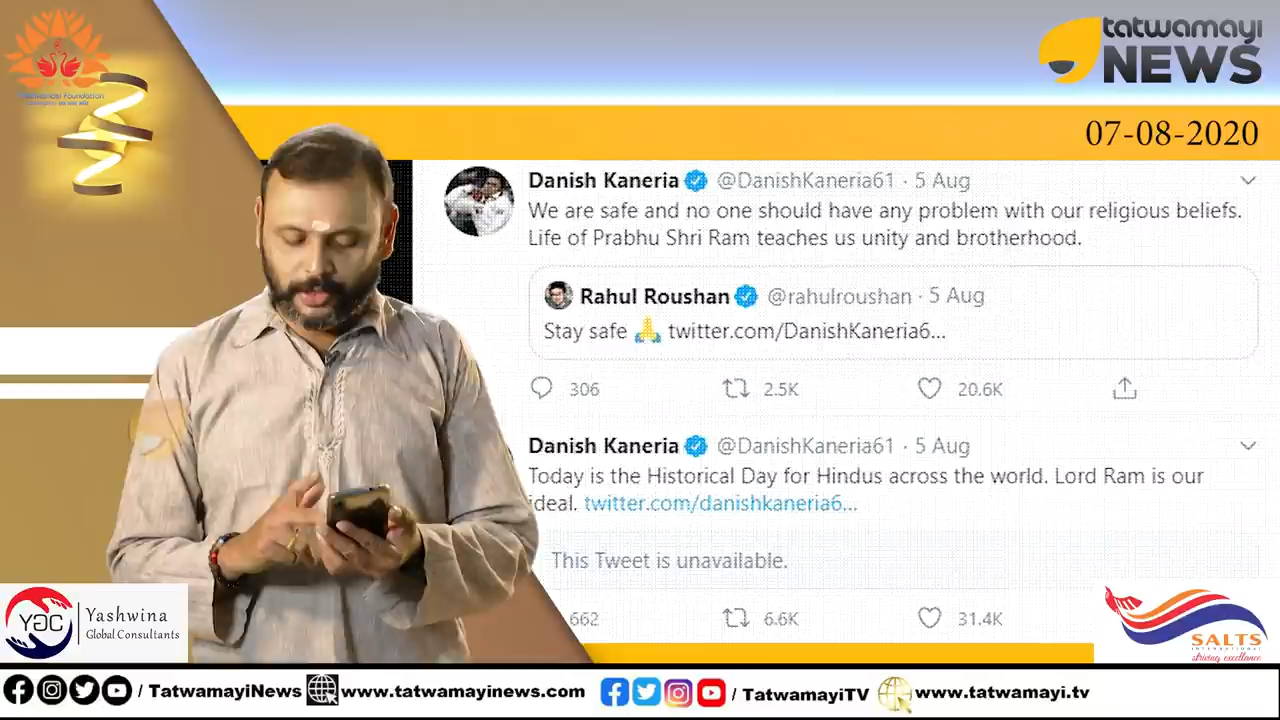 tatwamayi
NEWS
07-08-2020
Danish Kaneria @DanishKaneria61 · 5 Aug
We are safe and no one should have any problem with our religious beliefs.
Life of Prabhu Shri Ram teaches us unity and brotherhood.
Rahul Roushan @rahulroushan · 5 Aug
Stay safe 🙏 twitter.com/DanishKaneria6...
306 2.5K 20.6K
Danish Kaneria @DanishKaneria61 · 5 Aug
Today is the Historical Day for Hindus across the world. Lord Ram is our
ideal. twitter.com/danishkaneria6...
This Tweet is unavailable.
662 6.6K 31.4K
YGC
Yashwina
Global Consultants
SALTS
INTERNATIONAL
striving excellence
/ TatwamayiNews www.tatwamayinews.com / TatwamayiTV www.tatwamayi.tv